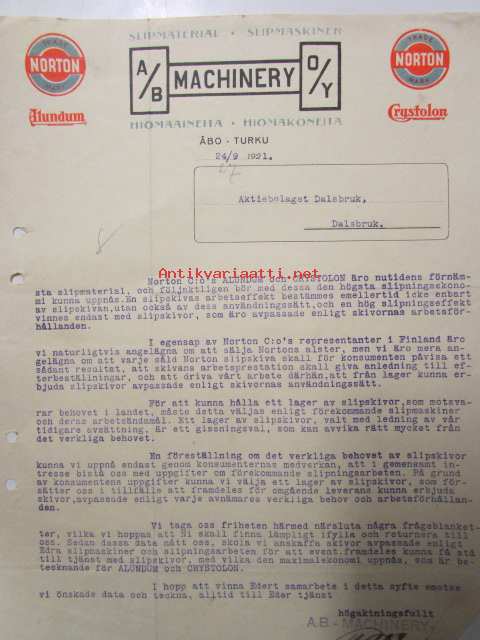 SLIPMATERIAL · SLIPMASKINER
TRADE
NORTON
MARK
Alundum
A/B MACHINERY O/Y
TRADE
NORTON
MARK
Crystolon
HIOMAAINEITA · HIOMAKONEITA
ÅBO - TURKU
24/9 1921.
27
Aktiebolaget Dalsbruk,
Dalsbruk.
Antikvariaatti.net
Norton C:o's ALUNDUM och CRYSTOLON äro nutidens förnäm-
sta slipmaterial, och följaktligen bör med dessa den högsta slipningsekono-
mi kunna uppnås. En slipskivas arbetseffekt bestämmes emellertid icke enbart
av slipskivan, utan också av dess användningssätt, och en hög slipningseffekt
vinnes endast med slipskivor, som äro avpassade enligt skivornas arbetsför-
hållanden.
I egenskap av Norton C:o's representanter i Finland äro
vi naturligtvis angelägna om att sälja Nortons alster, men vi äro mera an-
gelägna om att varje såld Norton slipskiva skall för konsumenten påvisa ett
sådant resultat, att skivans arbetsprestation skall giva anledning till ef-
terbeställningar, och att driva vårt arbete därhän, att från lager kunna er-
bjuda slipskivor avpassade enligt skivornas användningssätt.
För att kunna hålla ett lager av slipskivor, som motsva-
rar behovet i landet, måste detta väljas enligt förekommande slipmaskiner
och deras arbetsändamål. Ett lager av slipskivor, valt med ledning av vår
tidigare avsättning, är ett gissningsval, som kan avvika rätt mycket från
det verkliga behovet.
En föreställning om det verkliga behovet av slipskivor
kunna vi uppnå endast genom konsumenternas medverkan, att i gemensamt in-
tresse bistå oss med uppgifter om förekommande slipningsarbeten. På grund
av konsumentens uppgifter kunna vi välja ett lager av slipskivor, som för-
sätter oss i tillfälle att framdeles för omgående leverans kunna erbjuda
skivor, avpassade enligt varje avnämares verkliga behov och arbetsförhållan-
den.
Vi taga oss friheten härmed närsluta några frågeblanket-
ter, vilka vi hoppas att Ni skall finna lämpligt ifylla och returnera till
oss. Sedan dessa data nått oss, skola vi anskaffa skivor avpassade enligt
Edra slipmaskiner och slipningsarbeten för att event. framdeles kunna få stå
till tjänst med slipskivor, med vilka den maximalekonomi uppnås, som är be-
tecknande för ALUNDUM och CRYSTOLON.
I hopp att vinna Edert samarbete i detta syfte emotse
vi önskade data och teckna, alltid till Eder tjänst
högaktningsfullt
A.B. MACHINERY